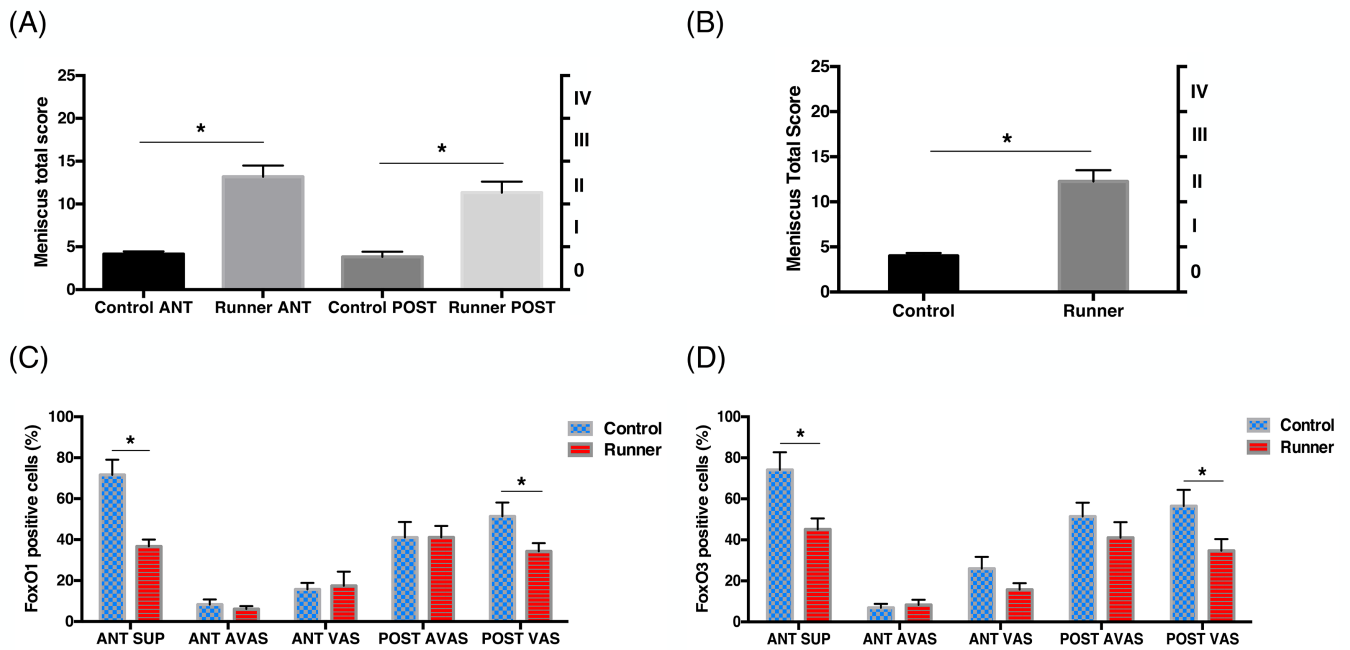 (A)
Meniscus total score
25
20
15
10
5
0
*
*
IV
III
II
I
0
Control ANT Runner ANT Control POST Runner POST
(B)
Meniscus Total Score
25
20
15
10
5
0
*
IV
III
II
I
0
Control Runner
(C)
FoxO1 positive cells (%)
100
80
60
40
20
0
*
*
Control
Runner
ANT SUP ANT AVAS ANT VAS POST AVAS POST VAS
(D)
FoxO3 positive cells (%)
100
80
60
40
20
0
*
*
Control
Runner
ANT SUP ANT AVAS ANT VAS POST AVAS POST VAS